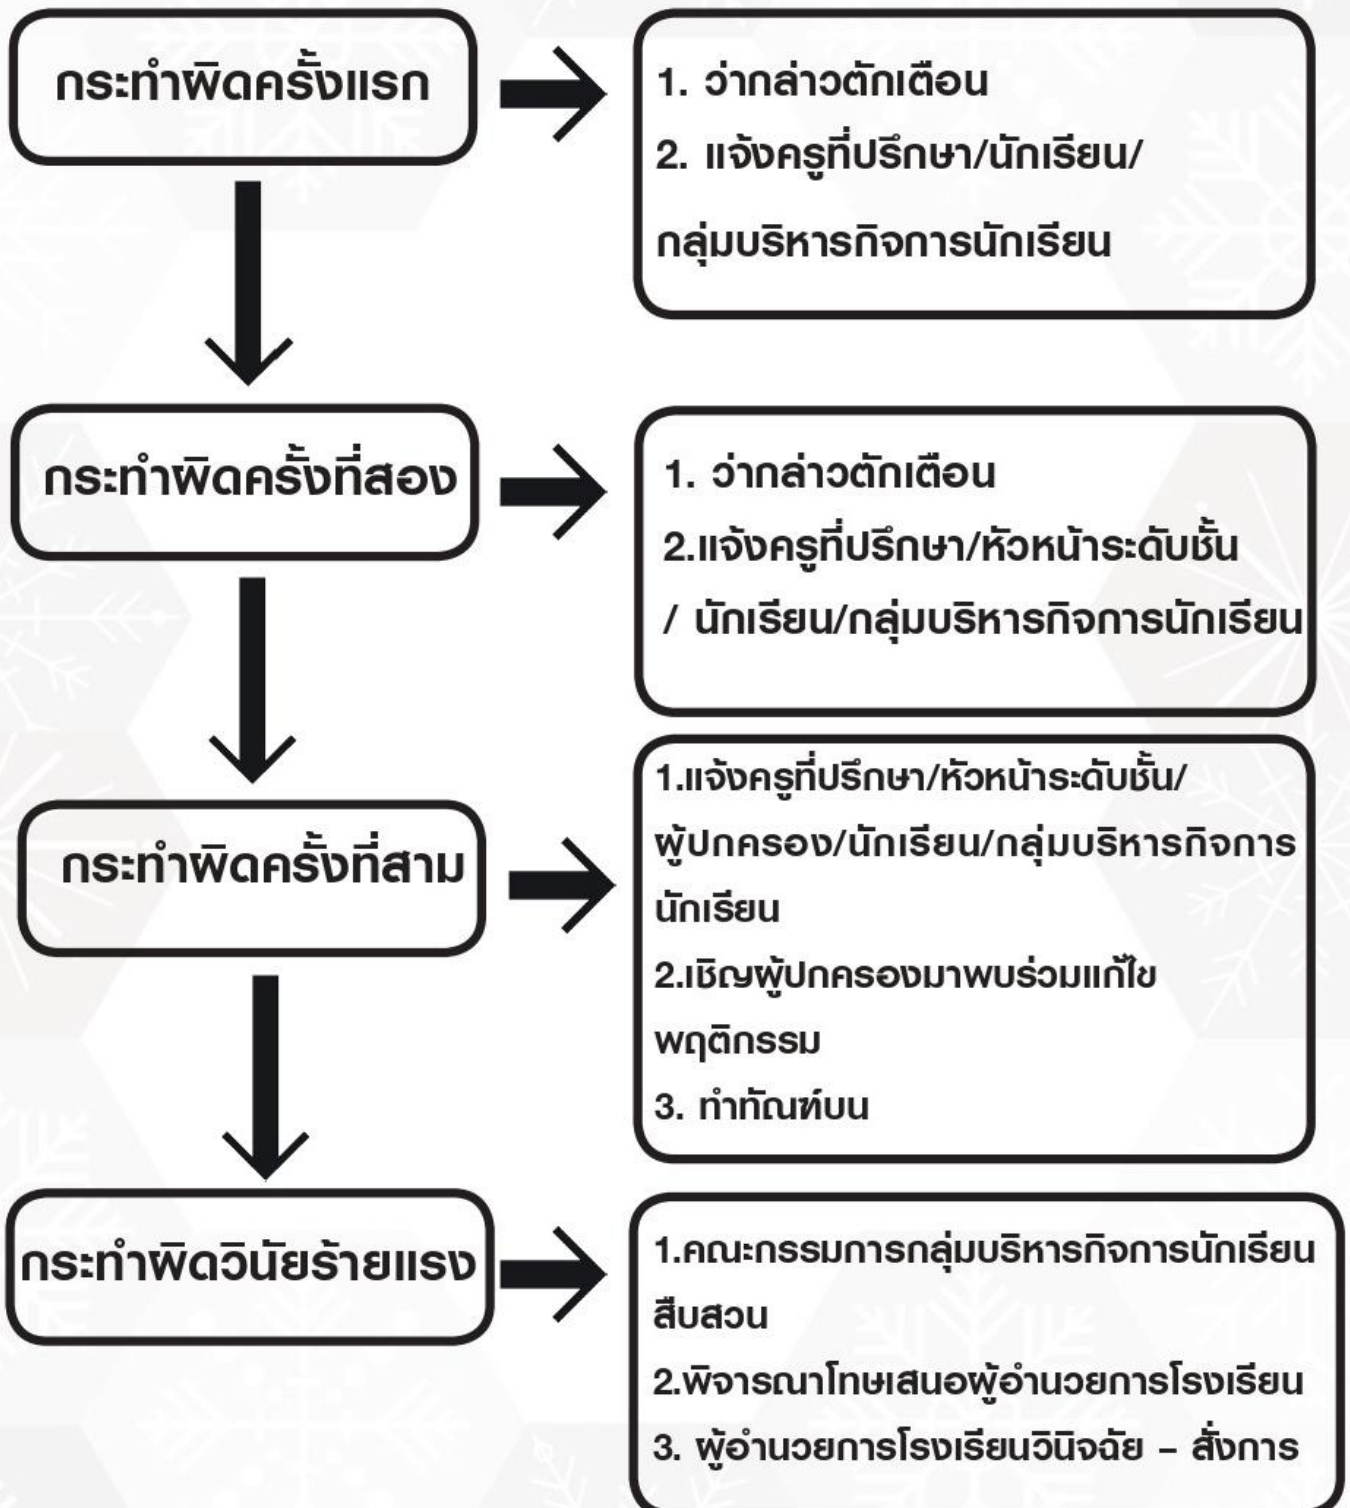 กระทำผิดครั้งแรก
1. ว่ากล่าวตักเตือน
2. แจ้งครูที่ปรึกษา/นักเรียน/
กลุ่มบริหารกิจการนักเรียน
กระทำผิดครั้งที่สอง
1. ว่ากล่าวตักเตือน
2.แจ้งครูที่ปรึกษา/หัวหน้าระดับชั้น
/ นักเรียน/กลุ่มบริหารกิจการนักเรียน
กระทำผิดครั้งที่สาม
1.แจ้งครูที่ปรึกษา/หัวหน้าระดับชั้น/
ผู้ปกครอง/นักเรียน/กลุ่มบริหารกิจการ
นักเรียน
2.เชิญผู้ปกครองมาพบร่วมแก้ไข
พฤติกรรม
3. ทำทัณฑ์บน
กระทำผิดวินัยร้ายแรง
1.คณะกรรมการกลุ่มบริหารกิจการนักเรียน
สืบสวน
2.พิจารณาโทษเสนอผู้อำนวยการโรงเรียน
3. ผู้อำนวยการโรงเรียนวินิจฉัย – สั่งการ